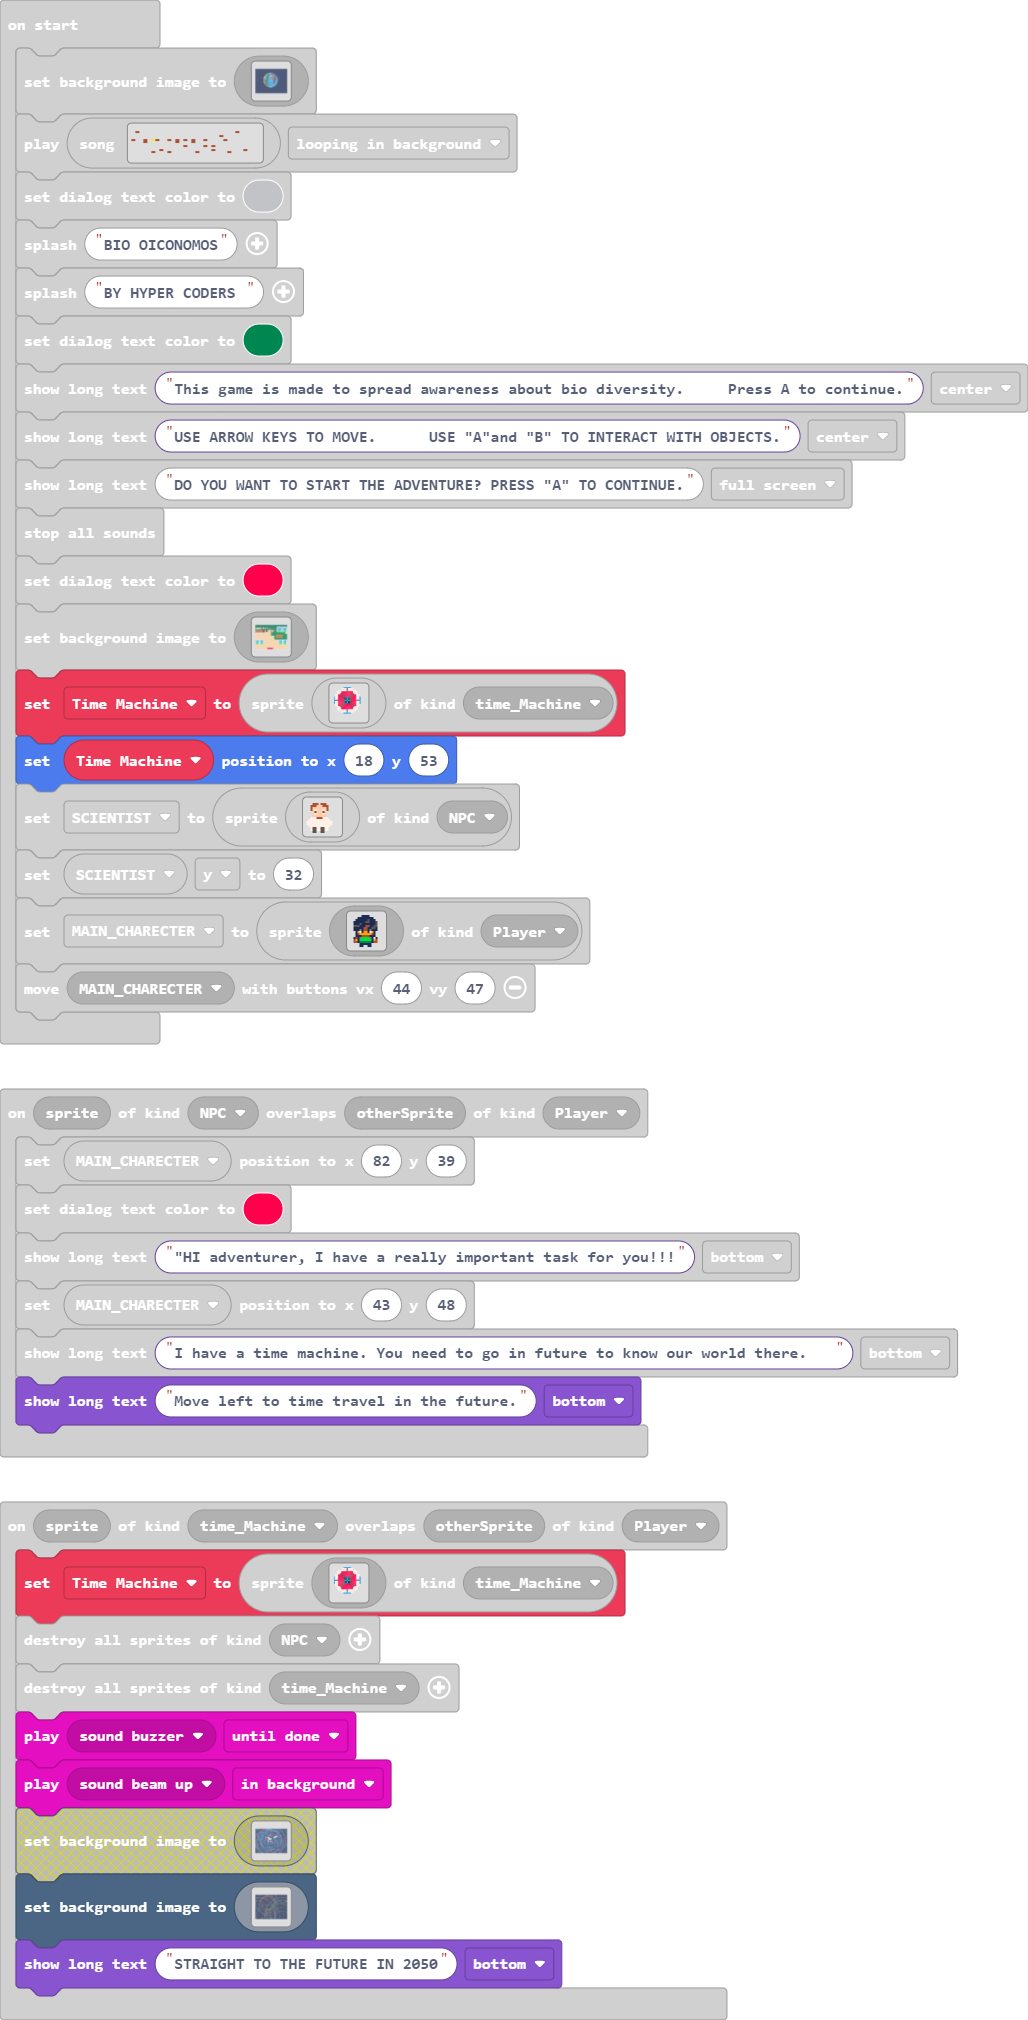 on start
set background image to
play song looping in background
set dialog text color to
splash "BIO OICONOMOS"
splash "BY HYPER CODERS "
set dialog text color to
show long text "This game is made to spread awareness about bio diversity.     Press A to continue." center
show long text "USE ARROW KEYS TO MOVE.      USE "A"and "B" TO INTERACT WITH OBJECTS." center
show long text "DO YOU WANT TO START THE ADVENTURE? PRESS "A" TO CONTINUE." full screen
stop all sounds
set dialog text color to
set background image to
set Time Machine to sprite of kind time_Machine
set Time Machine position to x 18 y 53
set SCIENTIST to sprite of kind NPC
set SCIENTIST y to 32
set MAIN_CHARECTER to sprite of kind Player
move MAIN_CHARECTER with buttons vx 44 vy 47
on sprite of kind NPC overlaps otherSprite of kind Player
set MAIN_CHARECTER position to x 82 y 39
set dialog text color to
show long text ""HI adventurer, I have a really important task for you!!!" bottom
set MAIN_CHARECTER position to x 43 y 48
show long text "I have a time machine. You need to go in future to know our world there.    " bottom
show long text "Move left to time travel in the future." bottom
on sprite of kind time_Machine overlaps otherSprite of kind Player
set Time Machine to sprite of kind time_Machine
destroy all sprites of kind NPC
destroy all sprites of kind time_Machine
play sound buzzer until done
play sound beam up in background
set background image to
set background image to
show long text "STRAIGHT TO THE FUTURE IN 2050" bottom